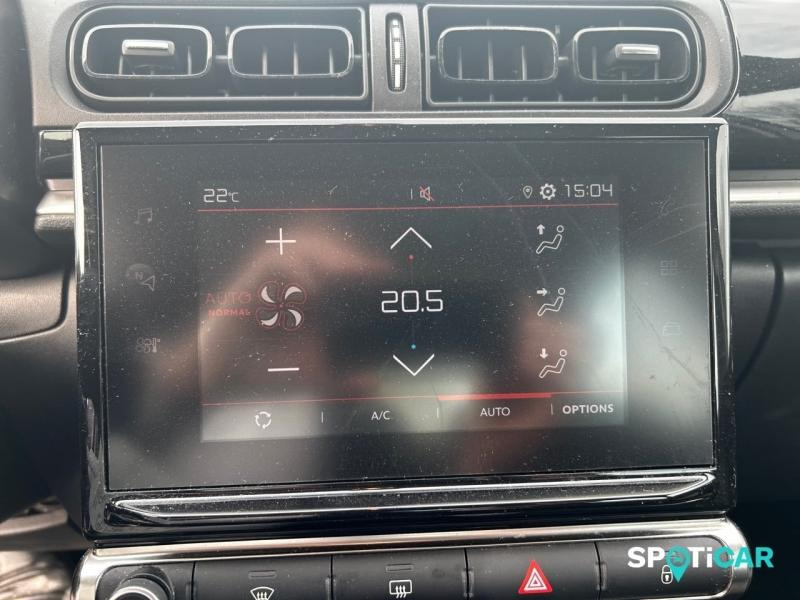 22°C 15:04
AUTO
NORMAL
20.5
N
A/C AUTO OPTIONS
SPOTiCAR